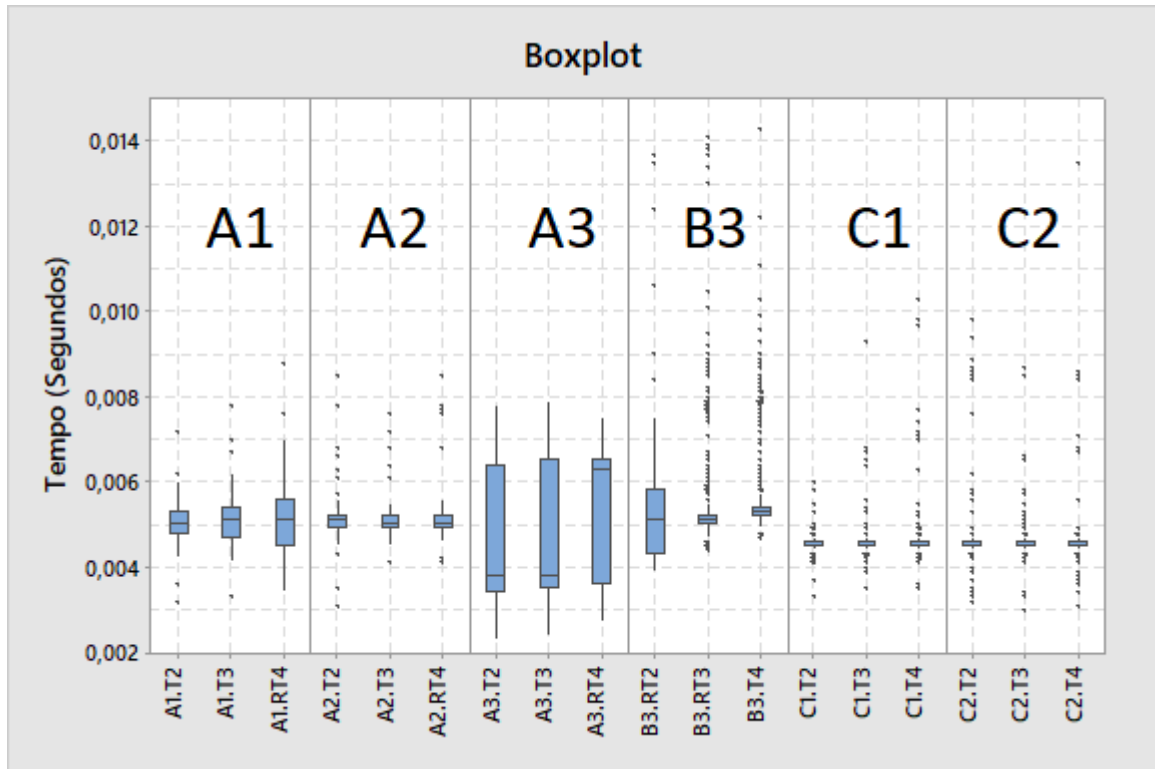 Boxplot
Tempo (Segundos)
0,014
0,012
0,010
0,008
0,006
0,004
0,002
A1
A2
A3
B3
C1
C2
A1.T2
A1.T3
A1.RT4
A2.T2
A2.T3
A2.RT4
A3.T2
A3.T3
A3.RT4
B3.RT2
B3.RT3
B3.T4
C1.T2
C1.T3
C1.T4
C2.T2
C2.T3
C2.T4